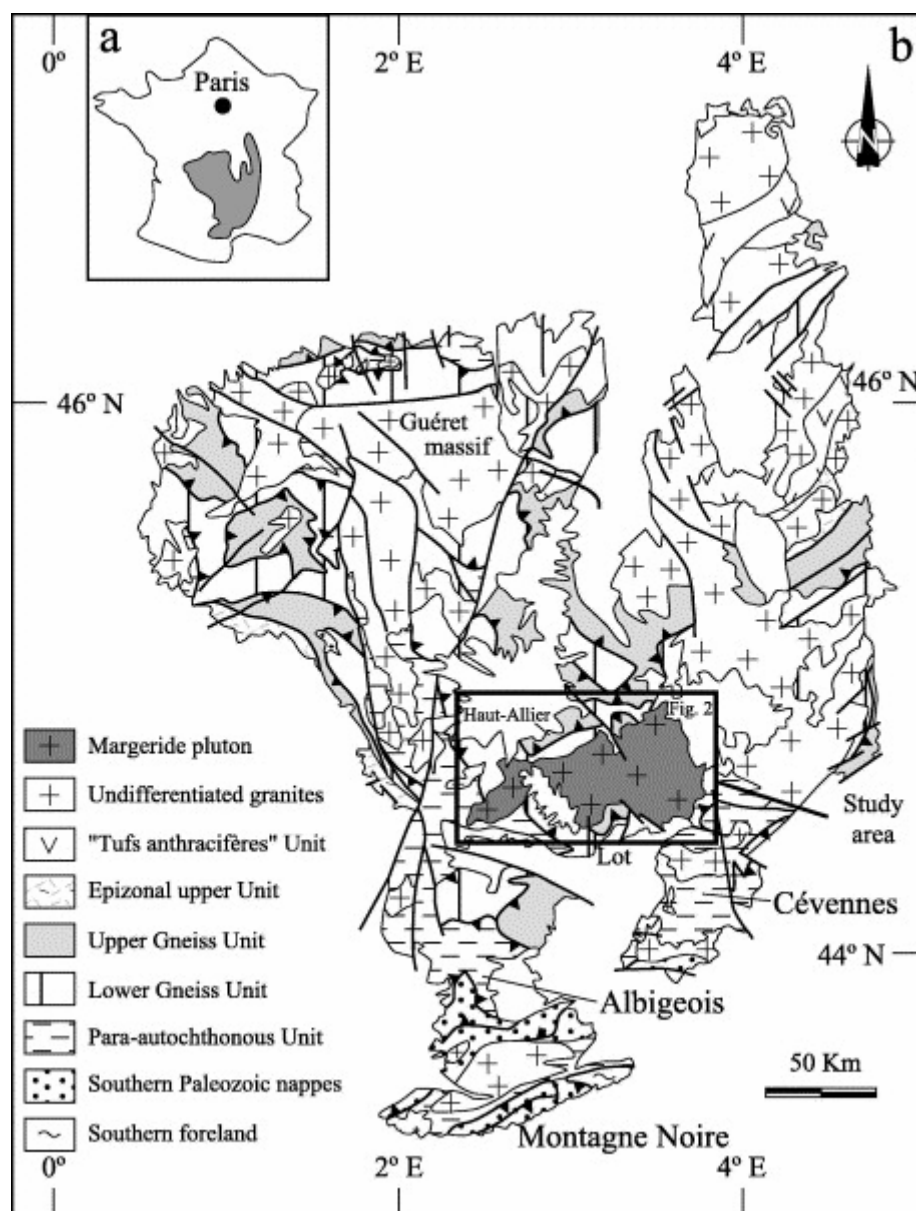 a
Paris
b
0º
2º E
4º E
46º N
46º N
Guéret
massif
Haut-Allier
Fig. 2
Study
area
Lot
Cévennes
44º N
Albigeois
Montagne Noire
50 Km
Margeride pluton
Undifferentiated granites
"Tufs anthracifères" Unit
Epizonal upper Unit
Upper Gneiss Unit
Lower Gneiss Unit
Para-autochthonous Unit
Southern Paleozoic nappes
Southern foreland
0º
2º E
4º E